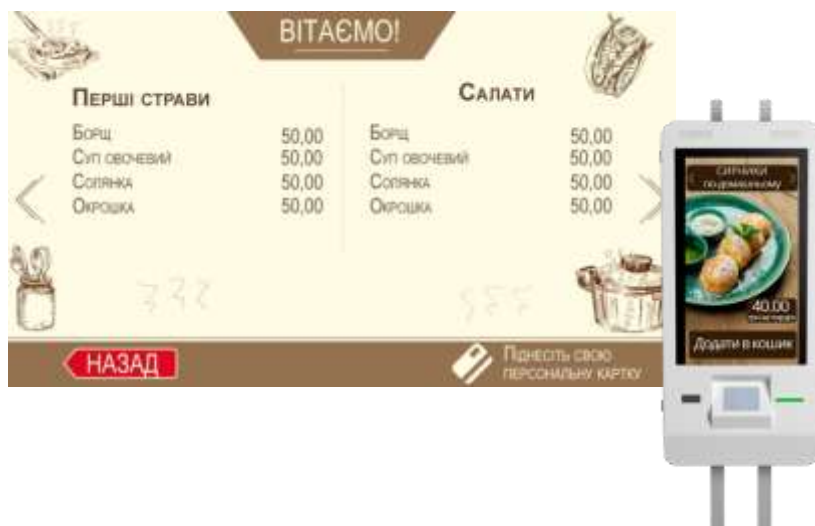 ВІТАЄМО!
ПЕРШІ СТРАВИ
БОРЩ 50,00
СУП ОВОЧЕВИЙ 50,00
СОЛЯНКА 50,00
ОКРОШКА 50,00
САЛАТИ
БОРЩ 50,00
СУП ОВОЧЕВИЙ 50,00
СОЛЯНКА 50,00
ОКРОШКА 50,00
НАЗАД
ПІДНЕСІТЬ СВОЮ
ПЕРСОНАЛЬНУ КАРТКУ
СИРНИКИ
по-домашньому
40.00
Додати в кошик